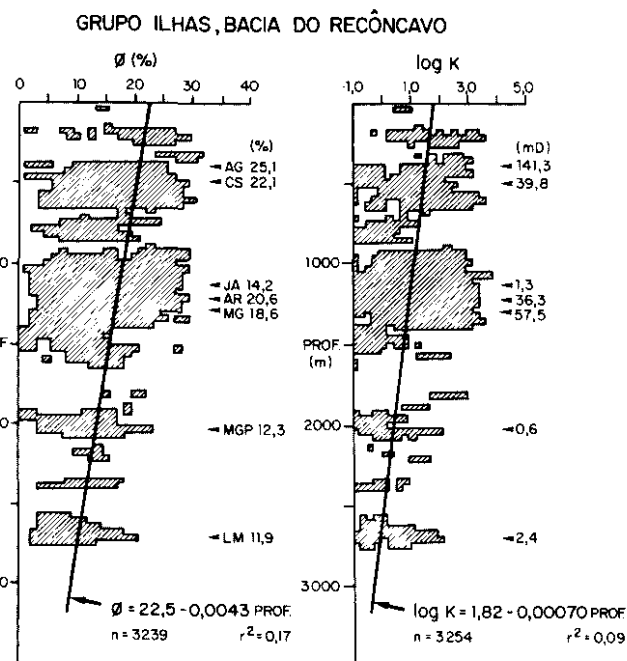 GRUPO ILHAS, BACIA DO RECÔNCAVO
Ø (%)
0 10 20 30 40
(%)
AG 25,1
CS 22,1
JA 14,2
AR 20,6
MG 18,6
MGP 12,3
LM 11,9
Ø = 22,5 - 0,0043 PROF.
n = 3239 r² = 0,17
log K
-1,0 1,0 3,0 5,0
(mD)
141,3
39,8
1000
1,3
36,3
57,5
PROF.
(m)
2000
0,6
2,4
3000
log K = 1,82 - 0,00070 PROF.
n = 3254 r² = 0,09